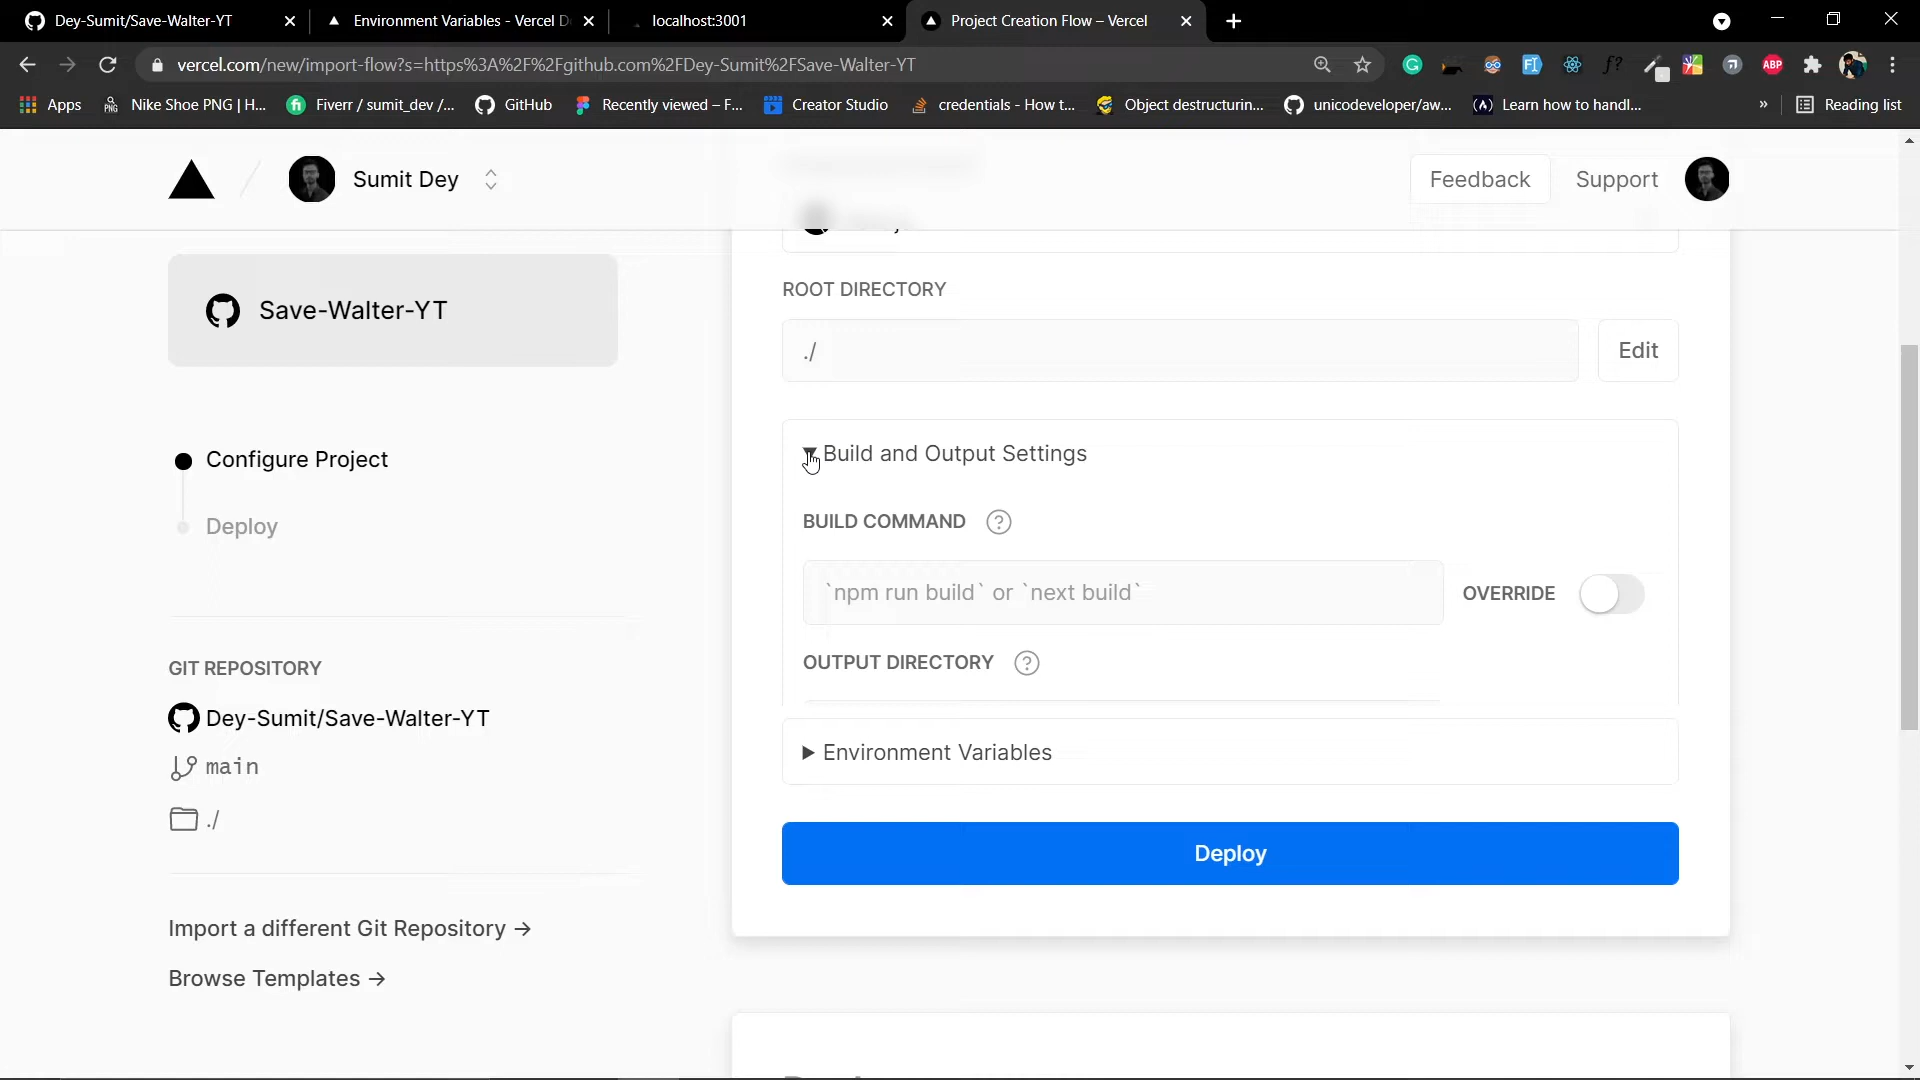 Dey-Sumit/Save-Walter-YT
Environment Variables - Vercel D
localhost:3001
Project Creation Flow – Vercel
vercel.com/new/import-flow?s=https%3A%2F%2Fgithub.com%2FDey-Sumit%2FSave-Walter-YT
Apps
Nike Shoe PNG | H...
Fiverr / sumit_dev /...
GitHub
Recently viewed – F...
Creator Studio
credentials - How t...
Object destructurin...
unicodeveloper/aw...
Learn how to handl...
»
Reading list
Sumit Dey
Feedback
Support
Save-Walter-YT
Configure Project
Deploy
GIT REPOSITORY
Dey-Sumit/Save-Walter-YT
main
./
Import a different Git Repository →
Browse Templates →
ROOT DIRECTORY
./
Edit
Build and Output Settings
BUILD COMMAND ?
`npm run build` or `next build`
OVERRIDE
OUTPUT DIRECTORY ?
Environment Variables
Deploy